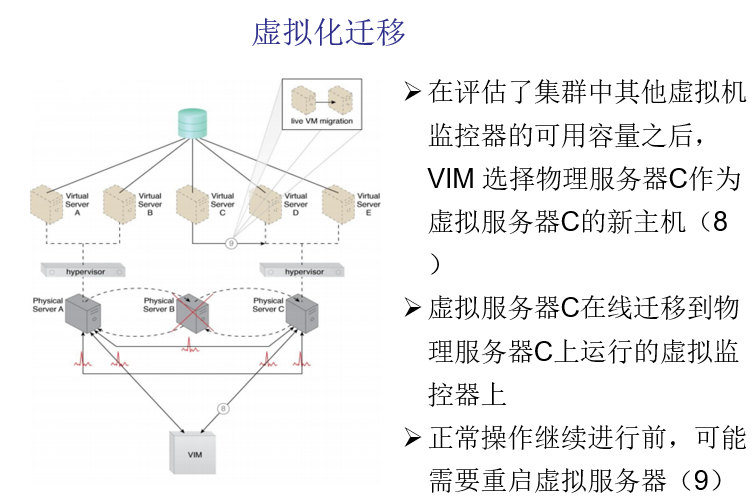 虚拟化迁移
live VM migration
Virtual
Server
A
Virtual
Server
B
Virtual
Server
C
Virtual
Server
D
Virtual
Server
E
9
hypervisor
hypervisor
Physical
Server A
Physical
Server B
Physical
Server C
8
VIM
➢在评估了集群中其他虚拟机
监控器的可用容量之后，
VIM 选择物理服务器C作为
虚拟服务器C的新主机（8
）
➢虚拟服务器C在线迁移到物
理服务器C上运行的虚拟监
控器上
➢正常操作继续进行前，可能
需要重启虚拟服务器（9）